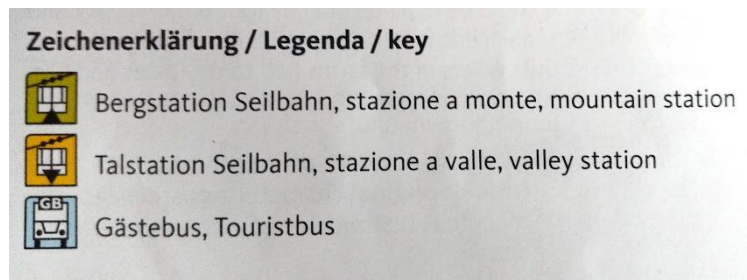 Zeichenerklärung / Legenda / key
Bergstation Seilbahn, stazione a monte, mountain station
Talstation Seilbahn, stazione a valle, valley station
GB
Gästebus, Touristbus